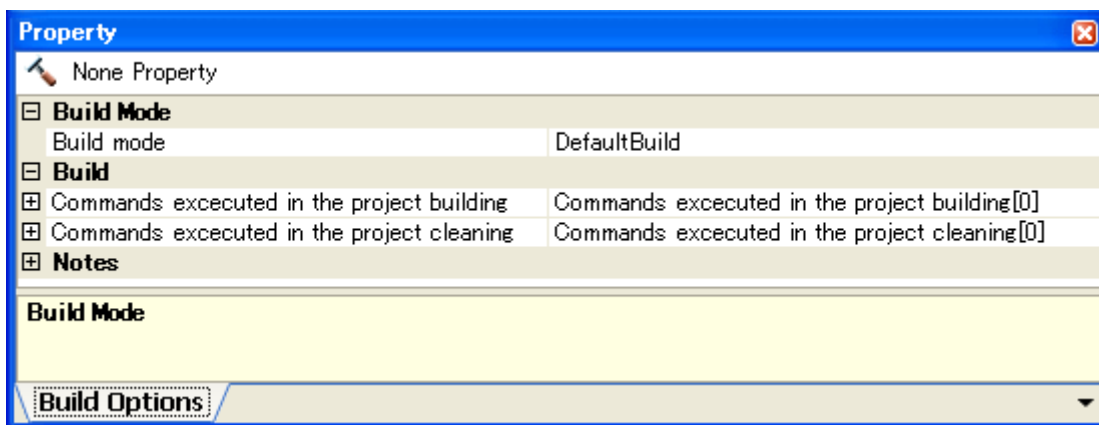 Property
None Property
Build Mode
Build mode DefaultBuild
Build
Commands excecuted in the project building Commands excecuted in the project building[0]
Commands excecuted in the project cleaning Commands excecuted in the project cleaning[0]
Notes
Build Mode
Build Options